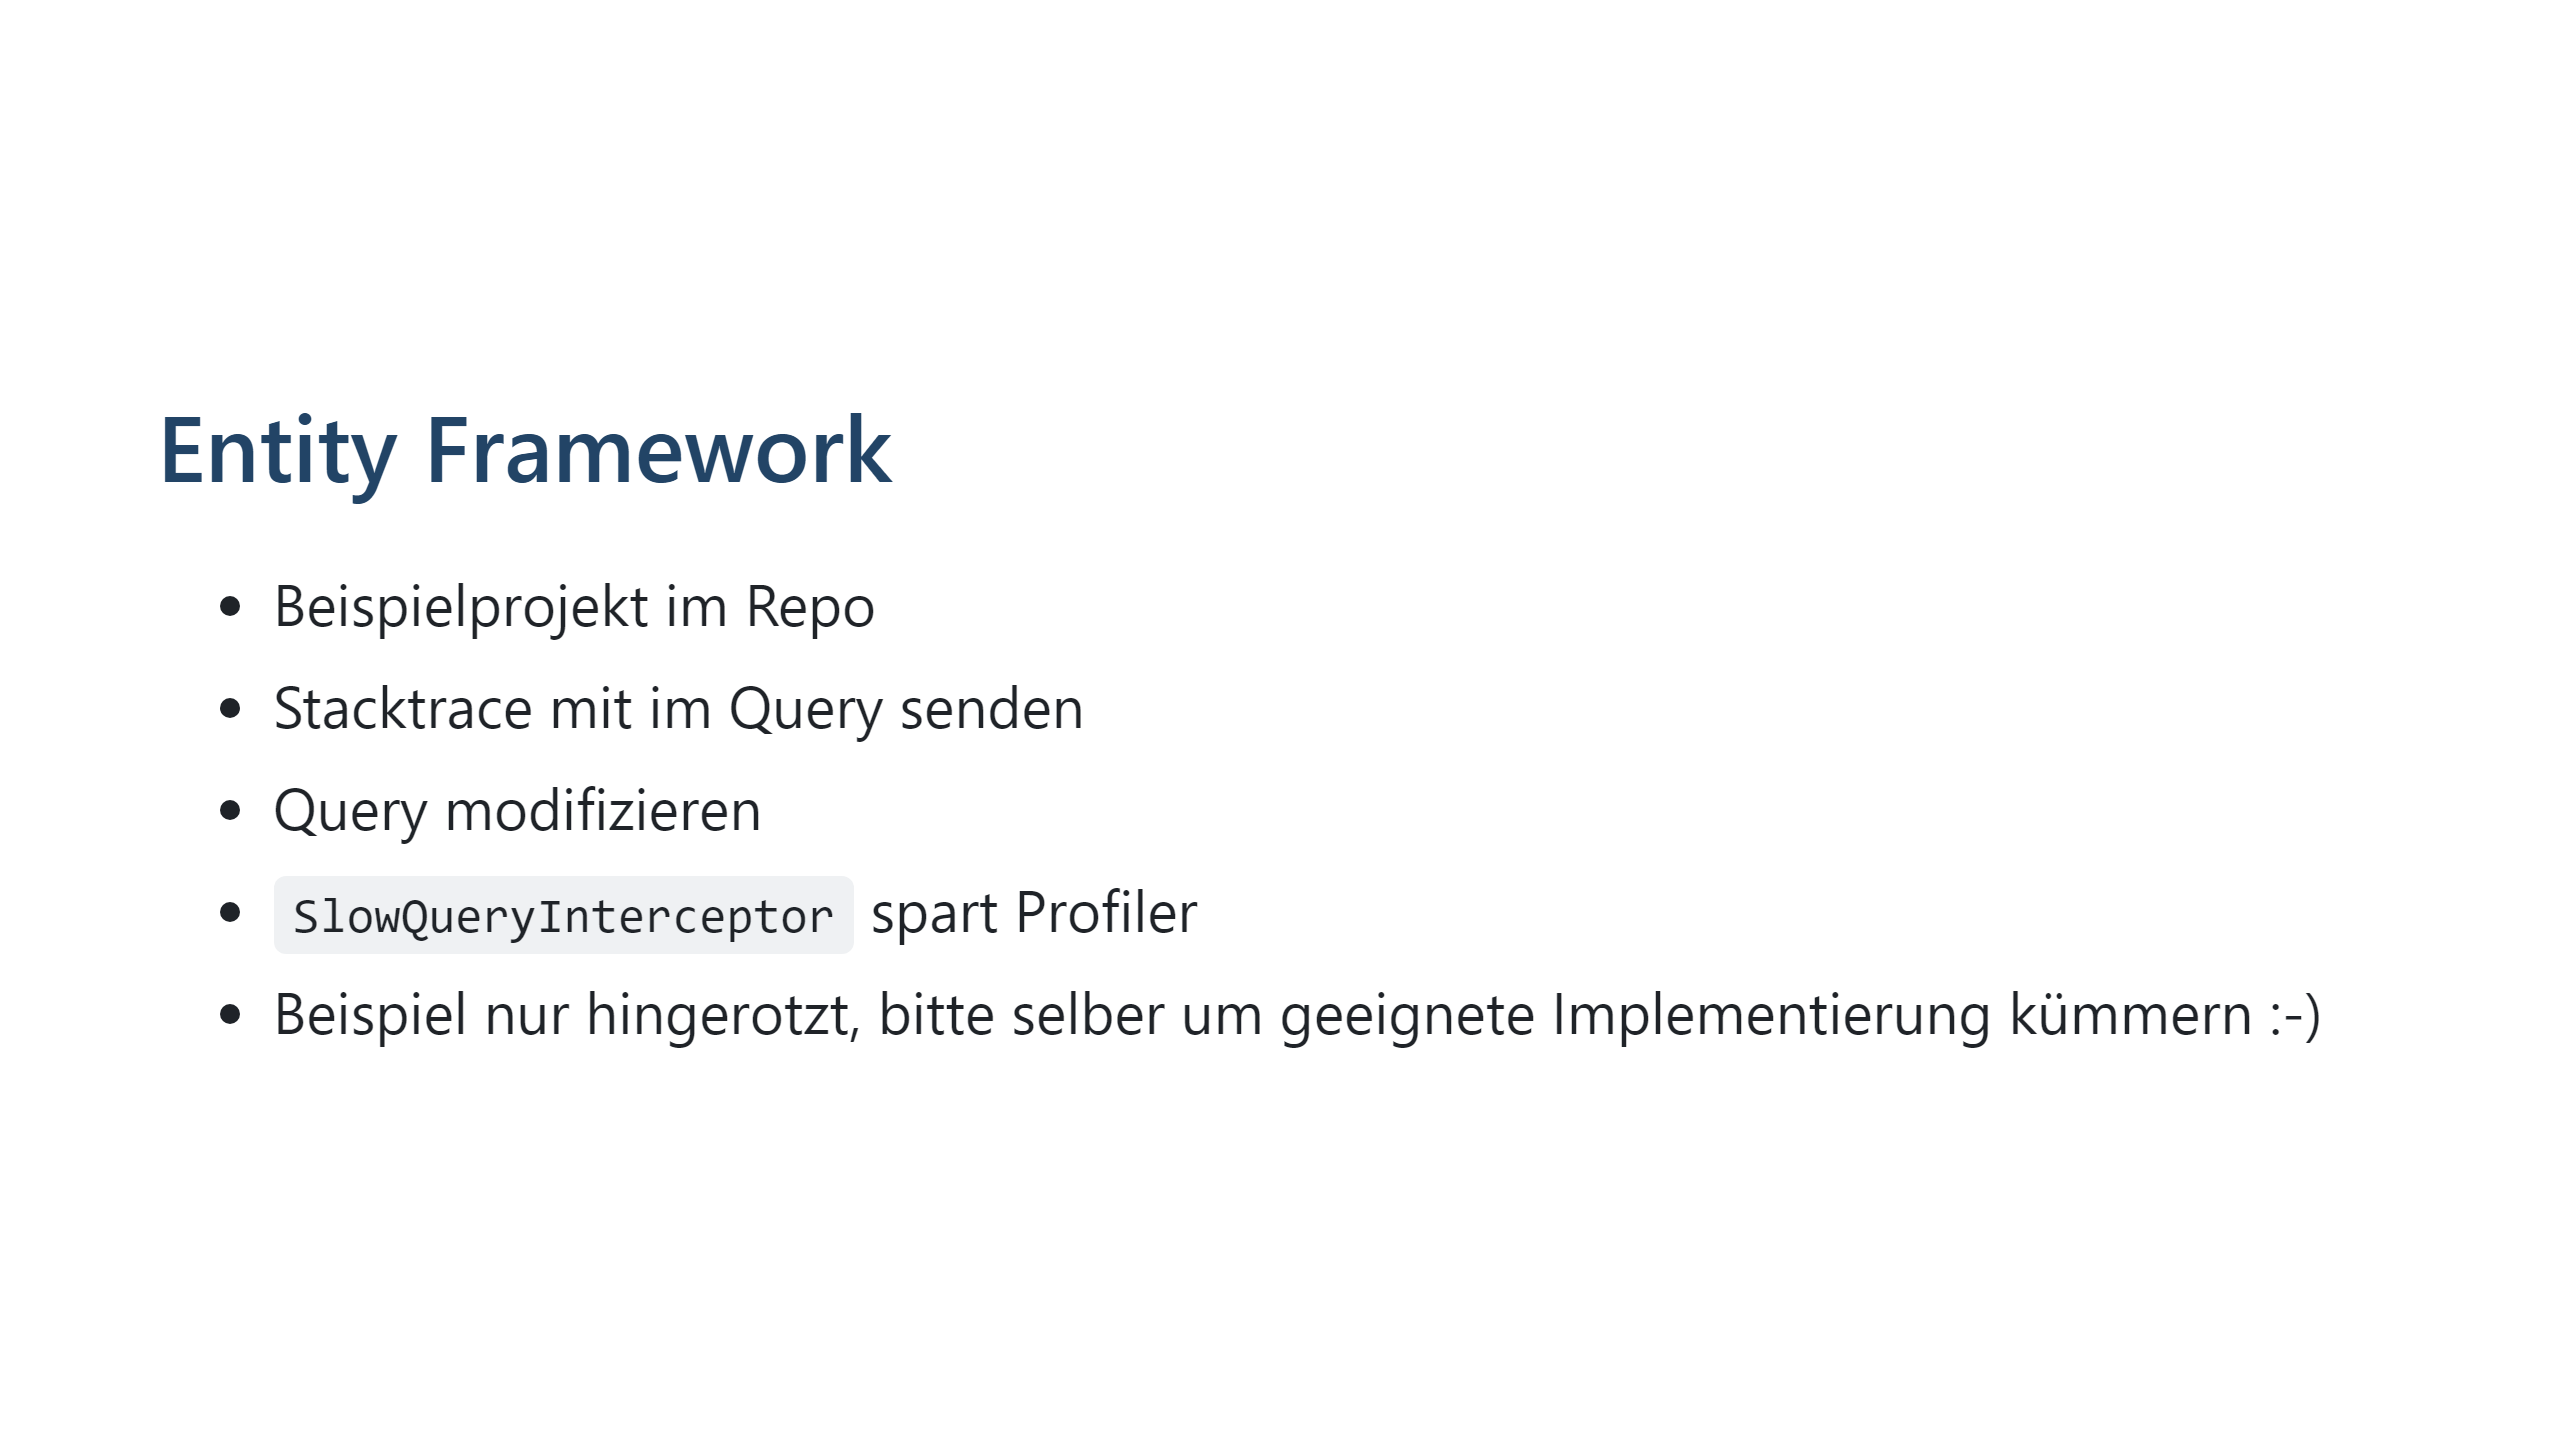 Entity Framework
Beispielprojekt im Repo
Stacktrace mit im Query senden
Query modifizieren
SlowQueryInterceptor spart Profiler
Beispiel nur hingerotzt, bitte selber um geeignete Implementierung kümmern :-)